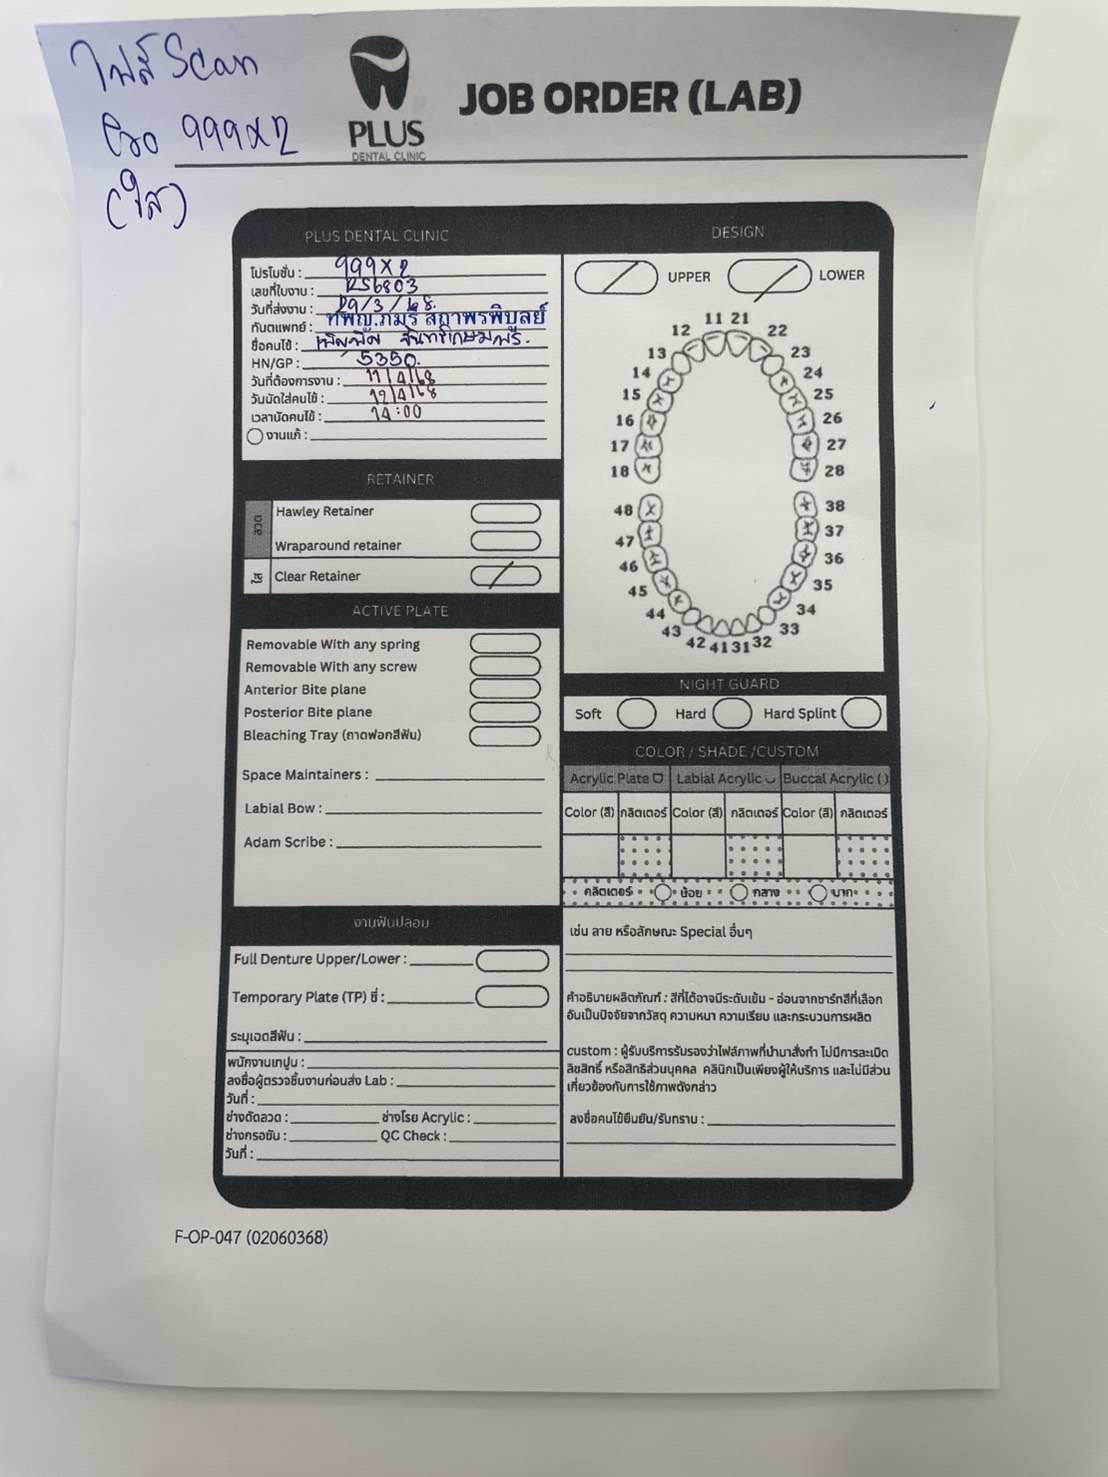 ไฟล์ Scan
999x2
(ใส)
PLUS
DENTAL CLINIC
JOB ORDER (LAB)
PLUS DENTAL CLINIC
โปรโมชั่น : 999x2
เลขที่ใบงาน : RS6803
วันที่ส่งงาน : 29/3/68.
ทันตแพทย์ : ทพญ.ภมรี สถาพรพิบูลย์
ชื่อคนไข้ :
HN/GP : 5350.
วันที่ต้องการงาน : 11/4/68
วันนัดใส่คนไข้ : 12/4/68
เวลานัดคนไข้ : 14:00
งานแก้ :
RETAINER
ลวด
Hawley Retainer
Wraparound retainer
ใส
Clear Retainer
ACTIVE PLATE
Removable With any spring
Removable With any screw
Anterior Bite plane
Posterior Bite plane
Bleaching Tray (ถาดฟอกสีฟัน)
Space Maintainers :
Labial Bow :
Adam Scribe :
งานฟันปลอม
Full Denture Upper/Lower :
Temporary Plate (TP) ซี่ :
ระบุเฉดสีฟัน :
พนักงานเทปูน :
ลงชื่อผู้ตรวจชิ้นงานก่อนส่ง Lab :
วันที่ :
ช่างดัดลวด : ช่างโรย Acrylic :
ช่างกรอขัด : QC Check :
วันที่ :
DESIGN
UPPER LOWER
11 21
12 22
13 23
14 24
15 25
16 26
17 27
18 28
48 38
47 37
46 36
45 35
44 34
43 33
42 41 31 32
NIGHT GUARD
Soft Hard Hard Splint
COLOR / SHADE /CUSTOM
Acrylic Plate Labial Acrylic Buccal Acrylic ( )
Color (สี) กลิตเตอร์ Color (สี) กลิตเตอร์ Color (สี) กลิตเตอร์
กลิตเตอร์ น้อย กลาง มาก
เช่น ลาย หรือลักษณะ Special อื่นๆ
คำอธิบายผลิตภัณฑ์ : สีที่ได้อาจมีระดับเข้ม - อ่อนจากชาร์กสีที่เลือก
อันเป็นปัจจัยจากวัสดุ ความหนา ความเรียบ และกระบวนการผลิต
custom : ผู้รับบริการรับรองว่าไฟล์ภาพที่นำมาสั่งทำ ไม่มีการละเมิด
ลิขสิทธิ์ หรือสิทธิส่วนบุคคล คลินิกเป็นเพียงผู้ให้บริการ และไม่มีส่วน
เกี่ยวข้องกับการใช้ภาพดังกล่าว
ลงชื่อคนไข้ยืนยัน/รับทราบ :
F-OP-047 (02060368)